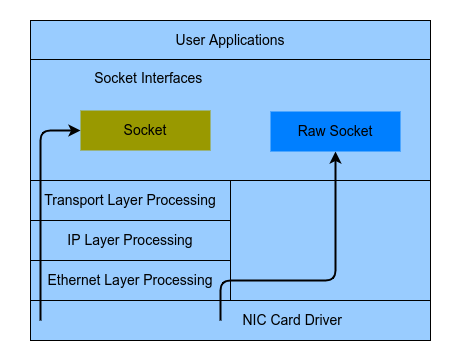 User Applications
Socket Interfaces
Socket
Raw Socket
Transport Layer Processing
IP Layer Processing
Ethernet Layer Processing
NIC Card Driver